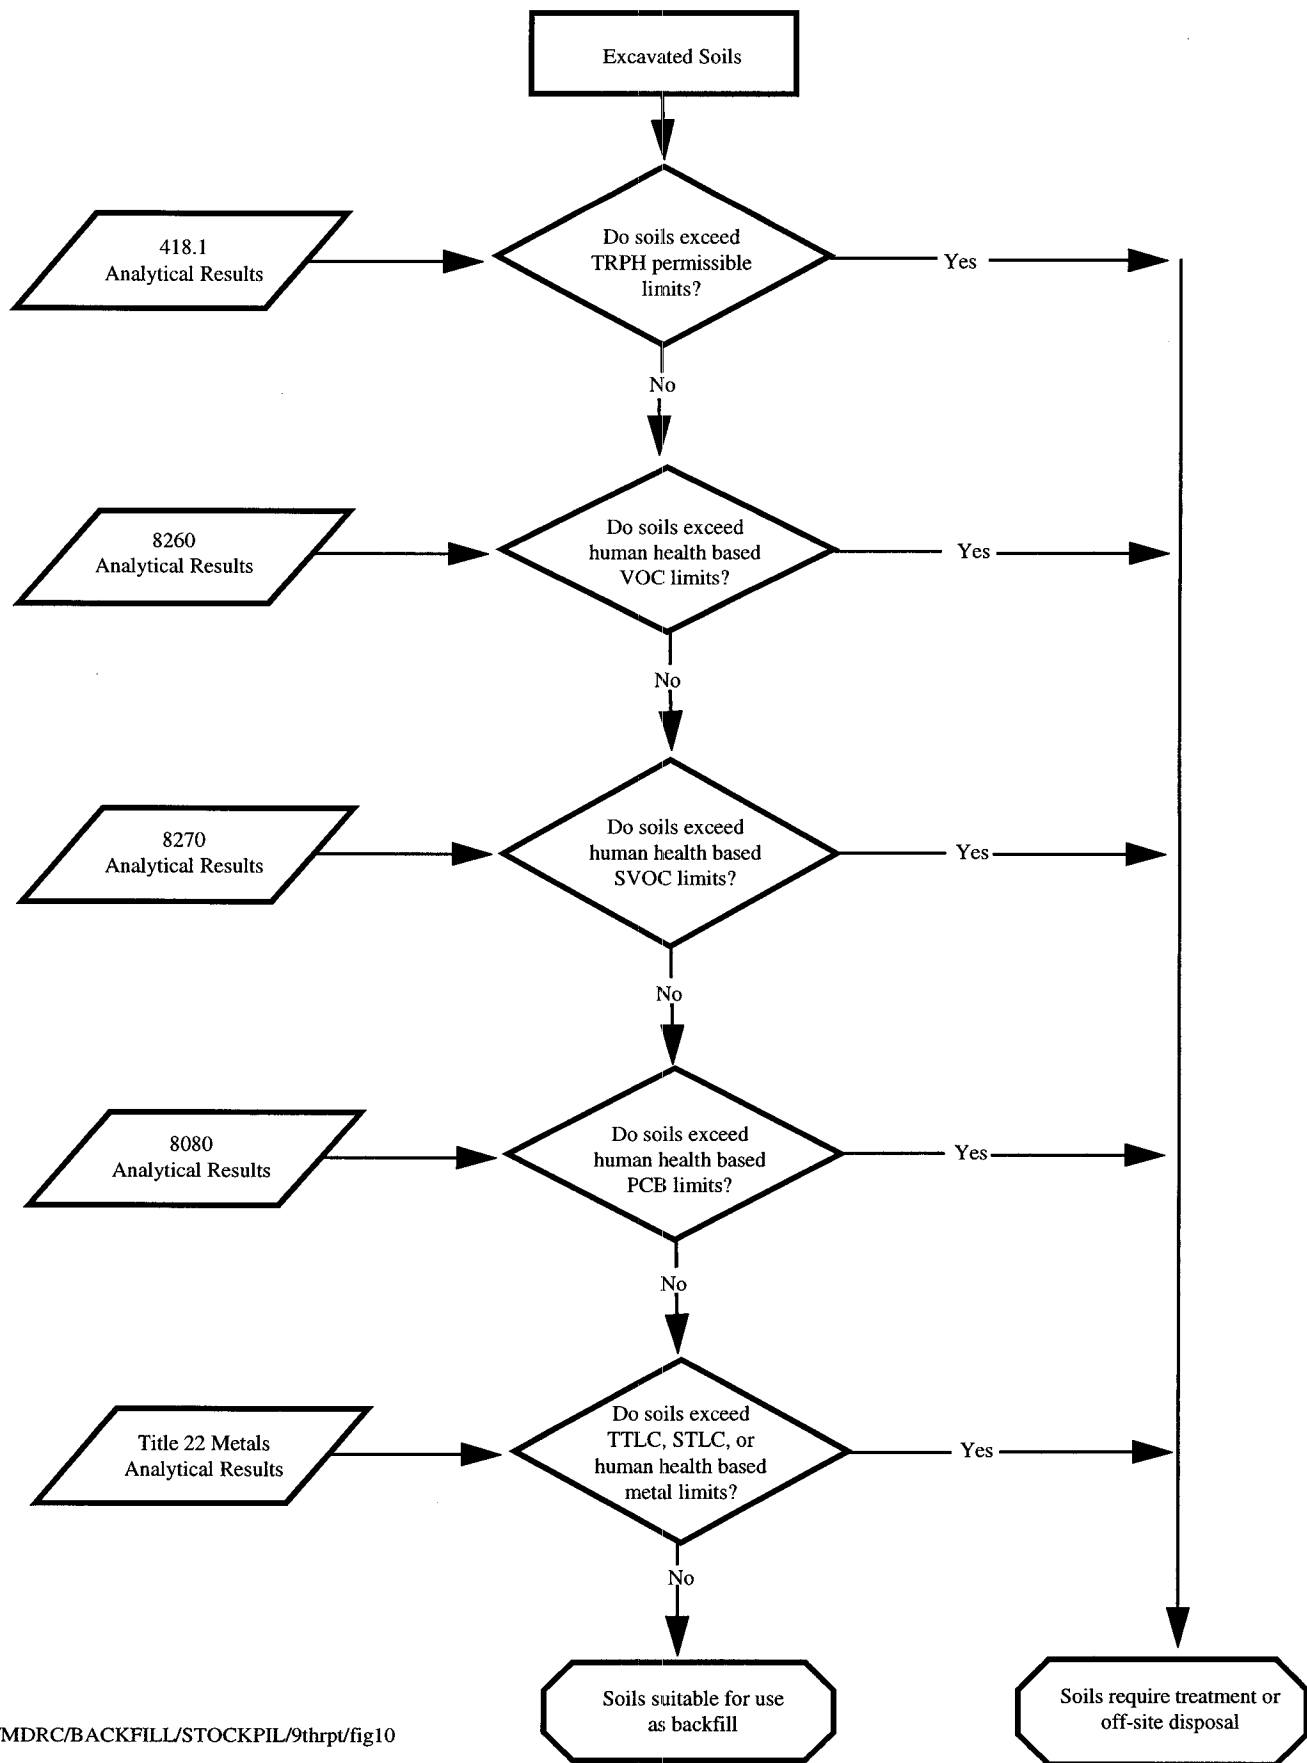 Excavated Soils
418.1
Analytical Results
Do soils exceed
TRPH permissible
limits?
Yes
No
8260
Analytical Results
Do soils exceed
human health based
VOC limits?
Yes
No
8270
Analytical Results
Do soils exceed
human health based
SVOC limits?
Yes
No
8080
Analytical Results
Do soils exceed
human health based
PCB limits?
Yes
No
Title 22 Metals
Analytical Results
Do soils exceed
TTLC, STLC, or
human health based
metal limits?
Yes
No
Soils suitable for use
as backfill
Soils require treatment or
off-site disposal
MDRC/BACKFILL/STOCKPIL/9thrpt/fig10